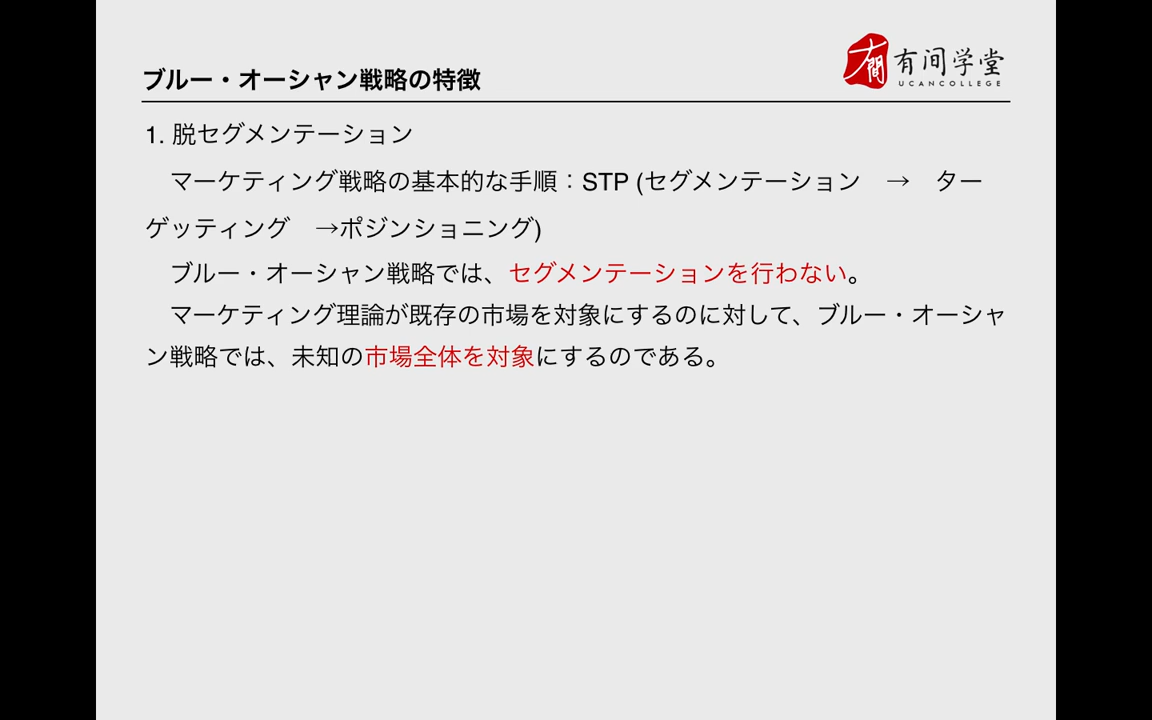 ブルー・オーシャン戦略の特徴
有间
有间学堂
UCANCOLLEGE
1. 脱セグメンテーション
マーケティング戦略の基本的な手順：STP (セグメンテーション　→　ター
ゲッティング　→ポジンショニング)
ブルー・オーシャン戦略では、セグメンテーションを行わない。
マーケティング理論が既存の市場を対象にするのに対して、ブルー・オーシャ
ン戦略では、未知の市場全体を対象にするのである。